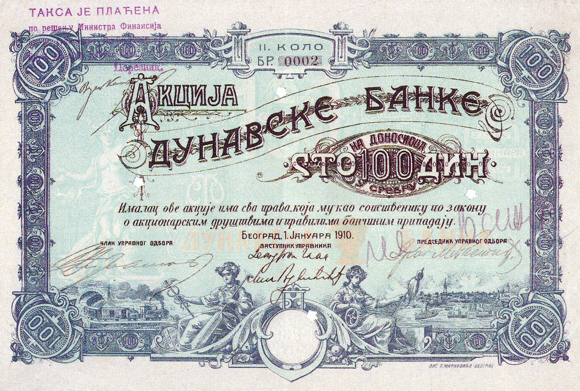 ТАКСА ЈЕ ПЛАЋЕНА
по решењу Министра Финансија
II. КОЛО
БР. 0002
100
100
АКЦИЈА
ДУНАВСКЕ БАНКЕ
НА ДОНОСИОЦА
СТО 100 ДИН
У СРЕБРУ
Ималац ове акције има сва права, која му као сопственику по закону
о акционарским друштвима и правилима банчиним припадају.
БЕОГРАД, 1. ЈАНУАРА 1910.
ЧЛАН УПРАВНОГ ОДБОРА
ЗАСТУПНИК УПРАВНИКА
ПРЕДСЕДНИК УПРАВНОГ ОДБОРА
100
100